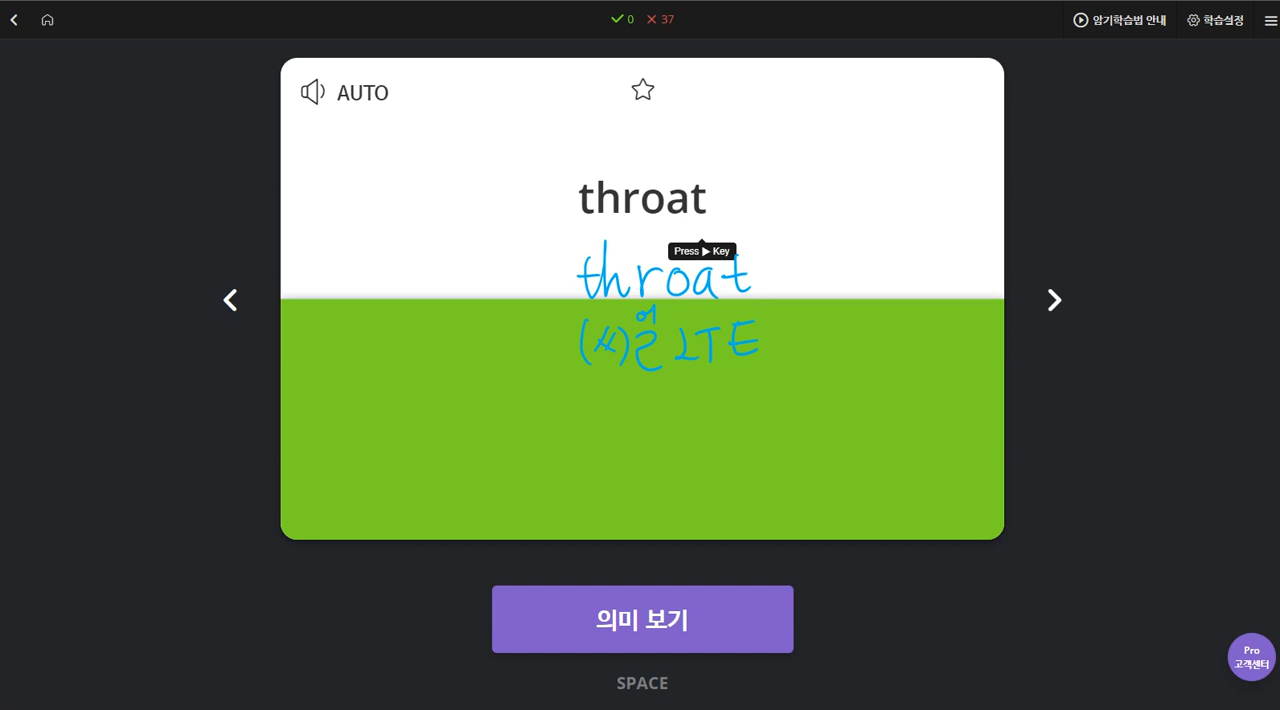 0 37 암기학습법 안내 학습설정
AUTO
throat
Press ▶ Key
throat
어
(ㅆ)ㄹ LTE
의미 보기
SPACE
Pro
고객센터